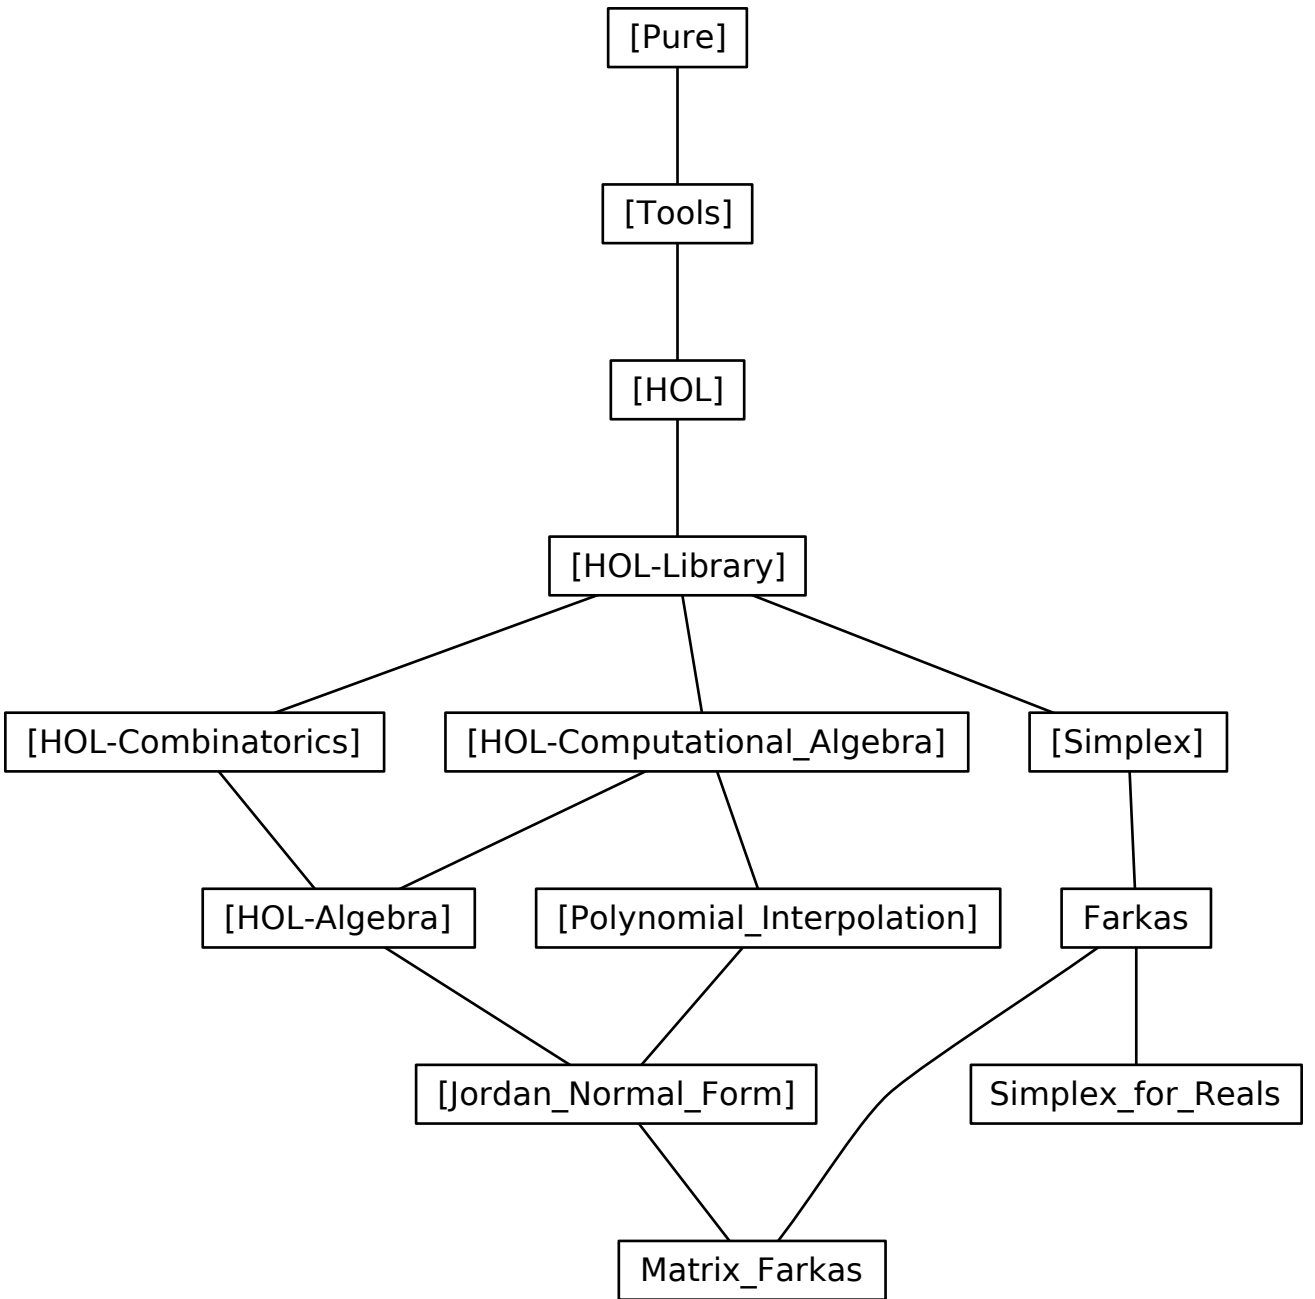 [Pure]
[Tools]
[HOL]
[HOL-Library]
[HOL-Combinatorics]
[HOL-Computational_Algebra]
[Simplex]
[HOL-Algebra]
[Polynomial_Interpolation]
Farkas
[Jordan_Normal_Form]
Simplex_for_Reals
Matrix_Farkas